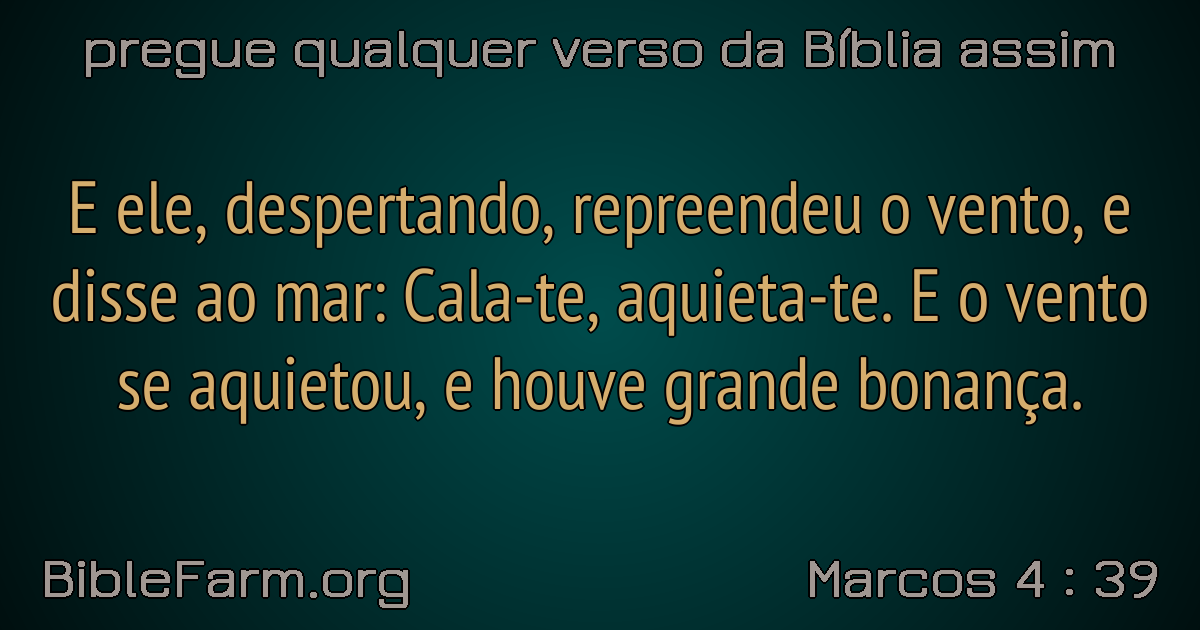 pregue qualquer verso da Bíblia assim
E ele, despertando, repreendeu o vento, e
disse ao mar: Cala-te, aquieta-te. E o vento
se aquietou, e houve grande bonança.
BibleFarm.org
Marcos 4 : 39